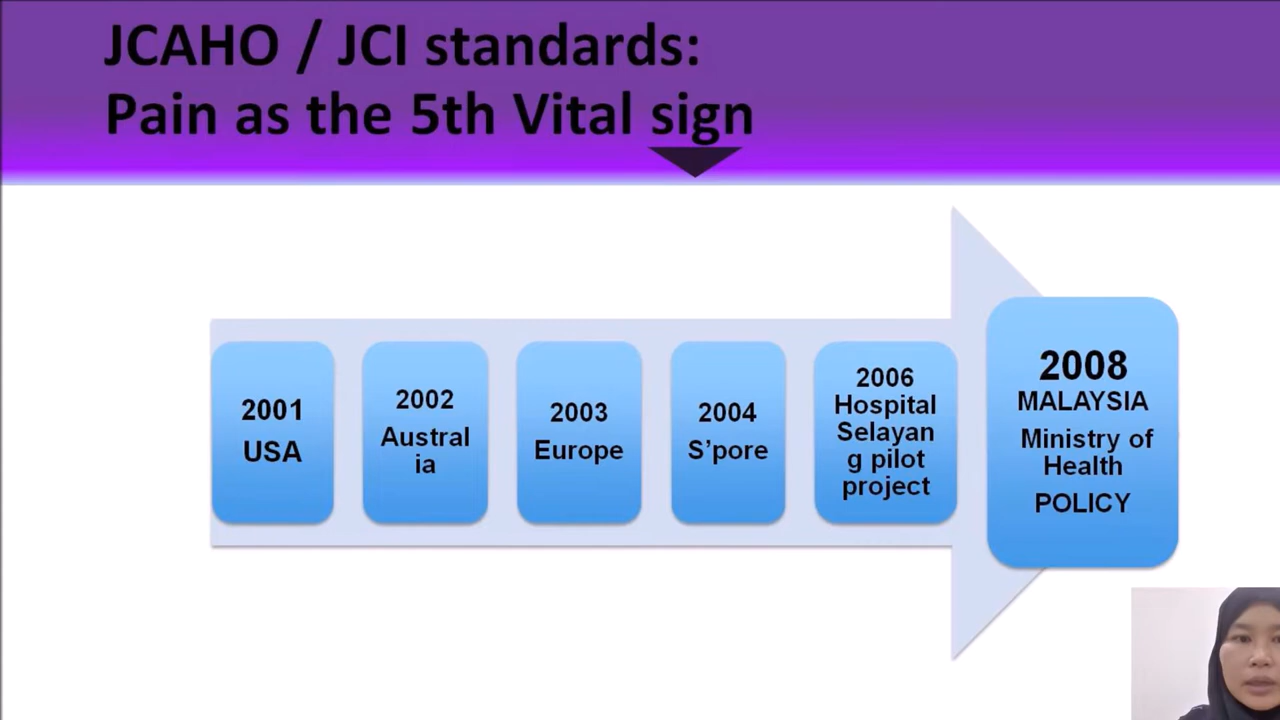 JCAHO / JCI standards:
Pain as the 5th Vital sign
2001
USA
2002
Austral
ia
2003
Europe
2004
S’pore
2006
Hospital
Selayan
g pilot
project
2008
MALAYSIA
Ministry of
Health
POLICY